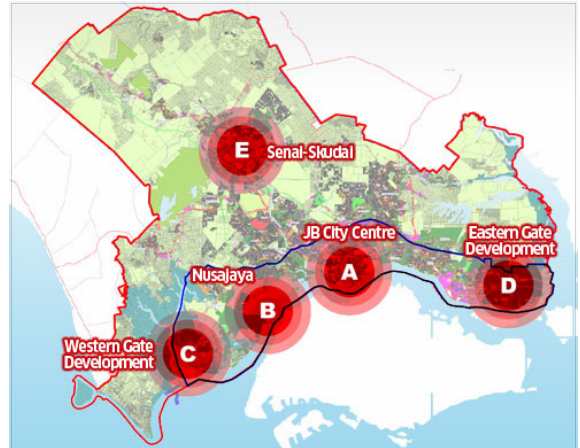 E
Senai-Skudai
JB City Centre
A
Eastern Gate
Development
D
Nusajaya
B
Western Gate
Development
C